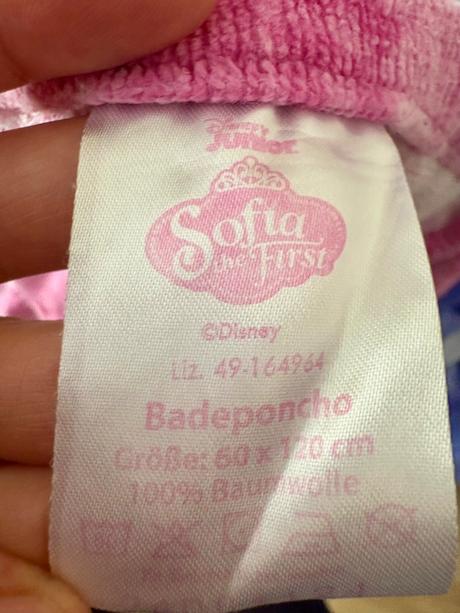 Disney
Junior
Sofia
the First
©Disney
Liz. 49-164964
Badeponcho
Größe: 60 x 120 cm
100% Baumwolle